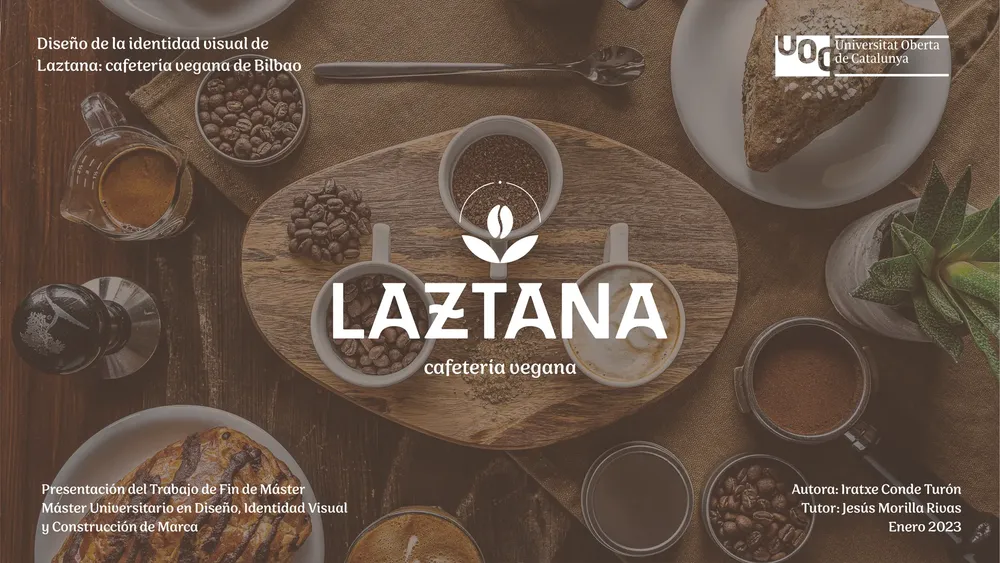 Diseño de la identidad visual de
Laztana: cafetería vegana de Bilbao
UOC Universitat Oberta
de Catalunya
LAZTANA
cafetería vegana
Presentación del Trabajo de Fin de Máster
Máster Universitario en Diseño, Identidad Visual
y Construcción de Marca
Autora: Iratxe Conde Turón
Tutor: Jesús Morilla Rivas
Enero 2023